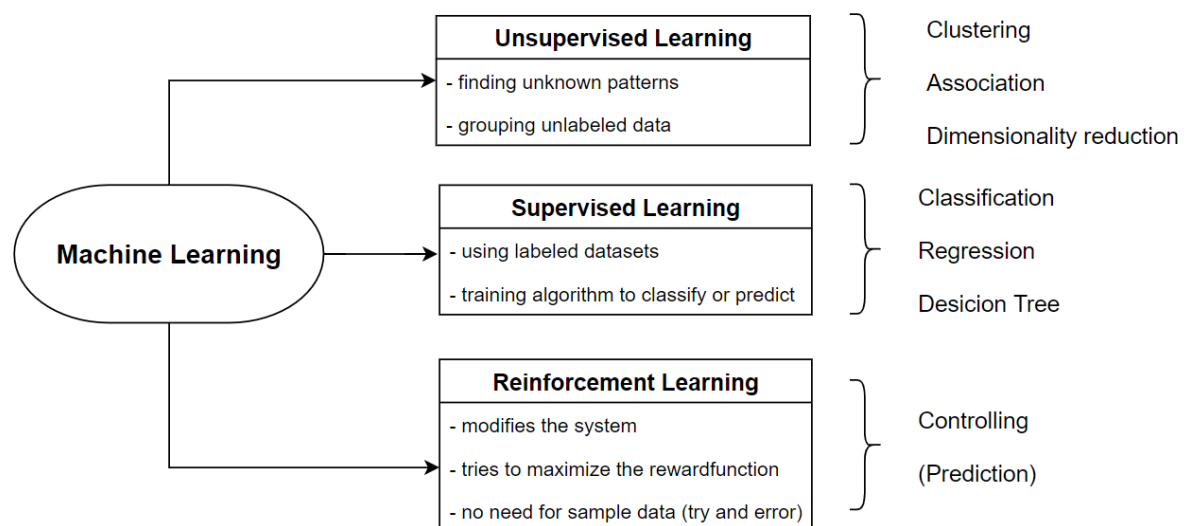 Unsupervised Learning
- finding unknown patterns
- grouping unlabeled data
Clustering
Association
Dimensionality reduction
Machine Learning
Supervised Learning
- using labeled datasets
- training algorithm to classify or predict
Classification
Regression
Desicion Tree
Reinforcement Learning
- modifies the system
- tries to maximize the rewardfunction
- no need for sample data (try and error)
Controlling
(Prediction)